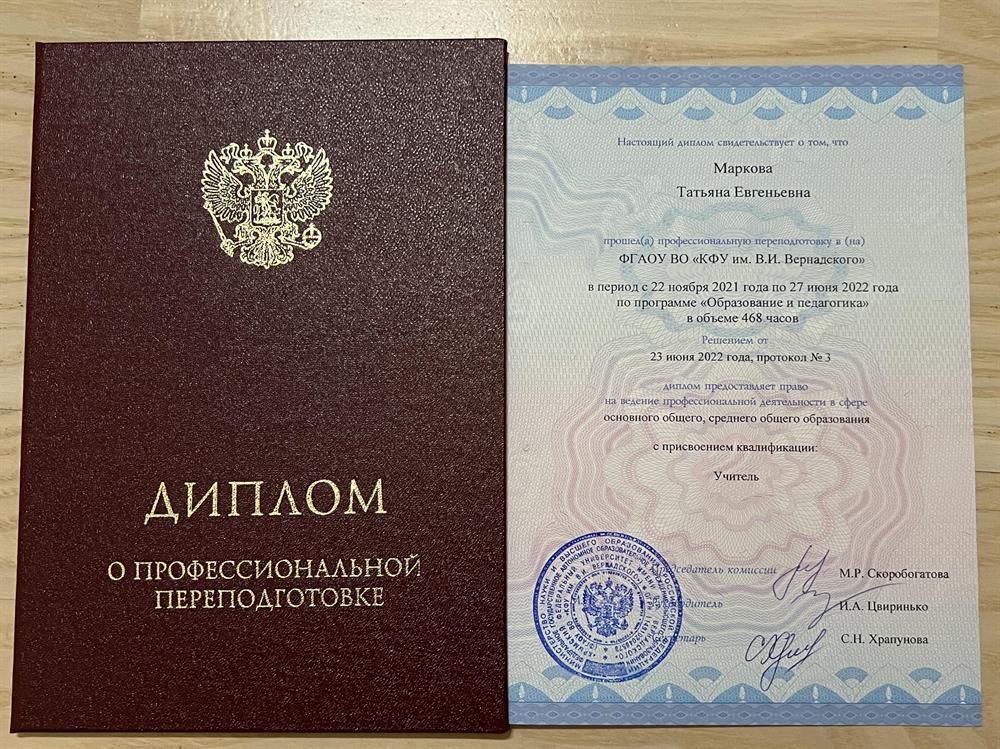 ДИПЛОМ
О ПРОФЕССИОНАЛЬНОЙ
ПЕРЕПОДГОТОВКЕ
Настоящий диплом свидетельствует о том, что
Маркова
Татьяна Евгеньевна
прошел(а) профессиональную переподготовку в (на)
ФГАОУ ВО «КФУ им. В.И. Вернадского»
в период с 22 ноября 2021 года по 27 июня 2022 года
по программе «Образование и педагогика»
в объеме 468 часов
Решением от
23 июня 2022 года, протокол № 3
диплом предоставляет право
на ведение профессиональной деятельности в сфере
основного общего, среднего общего образования
с присвоением квалификации:
Учитель
Председатель комиссии
М.Р. Скоробогатова
И.А. Цвиринько
С.Н. Храпунова